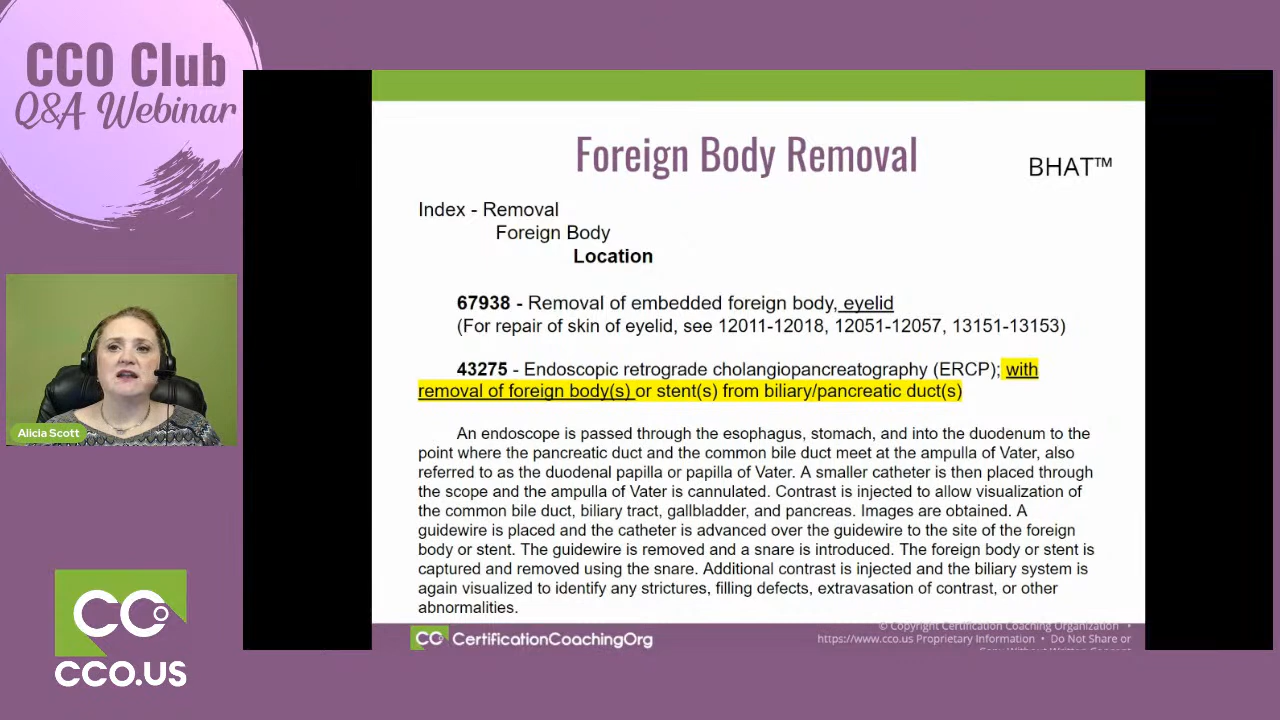 CCO Club
Q&A Webinar
Foreign Body Removal
BHAT™
Index - Removal
Foreign Body
Location
67938 - Removal of embedded foreign body, eyelid
(For repair of skin of eyelid, see 12011-12018, 12051-12057, 13151-13153)
43275 - Endoscopic retrograde cholangiopancreatography (ERCP); with
removal of foreign body(s) or stent(s) from biliary/pancreatic duct(s)
An endoscope is passed through the esophagus, stomach, and into the duodenum to the
point where the pancreatic duct and the common bile duct meet at the ampulla of Vater, also
referred to as the duodenal papilla or papilla of Vater. A smaller catheter is then placed through
the scope and the ampulla of Vater is cannulated. Contrast is injected to allow visualization of
the common bile duct, biliary tract, gallbladder, and pancreas. Images are obtained. A
guidewire is placed and the catheter is advanced over the guidewire to the site of the foreign
body or stent. The guidewire is removed and a snare is introduced. The foreign body or stent is
captured and removed using the snare. Additional contrast is injected and the biliary system is
again visualized to identify any strictures, filling defects, extravasation of contrast, or other
abnormalities.
Alicia Scott
CCO
CCO.US
CC CertificationCoachingOrg
© Copyright Certification Coaching Organization •
https://www.cco.us Proprietary Information • Do Not Share or